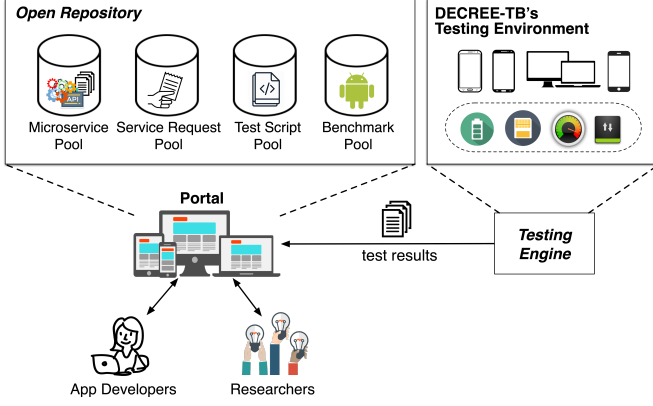 Open Repository
DECREE-TB's
Testing Environment
API
</>
Microservice
Pool
Service Request
Pool
Test Script
Pool
Benchmark
Pool
Portal
test results
Testing
Engine
App Developers
Researchers